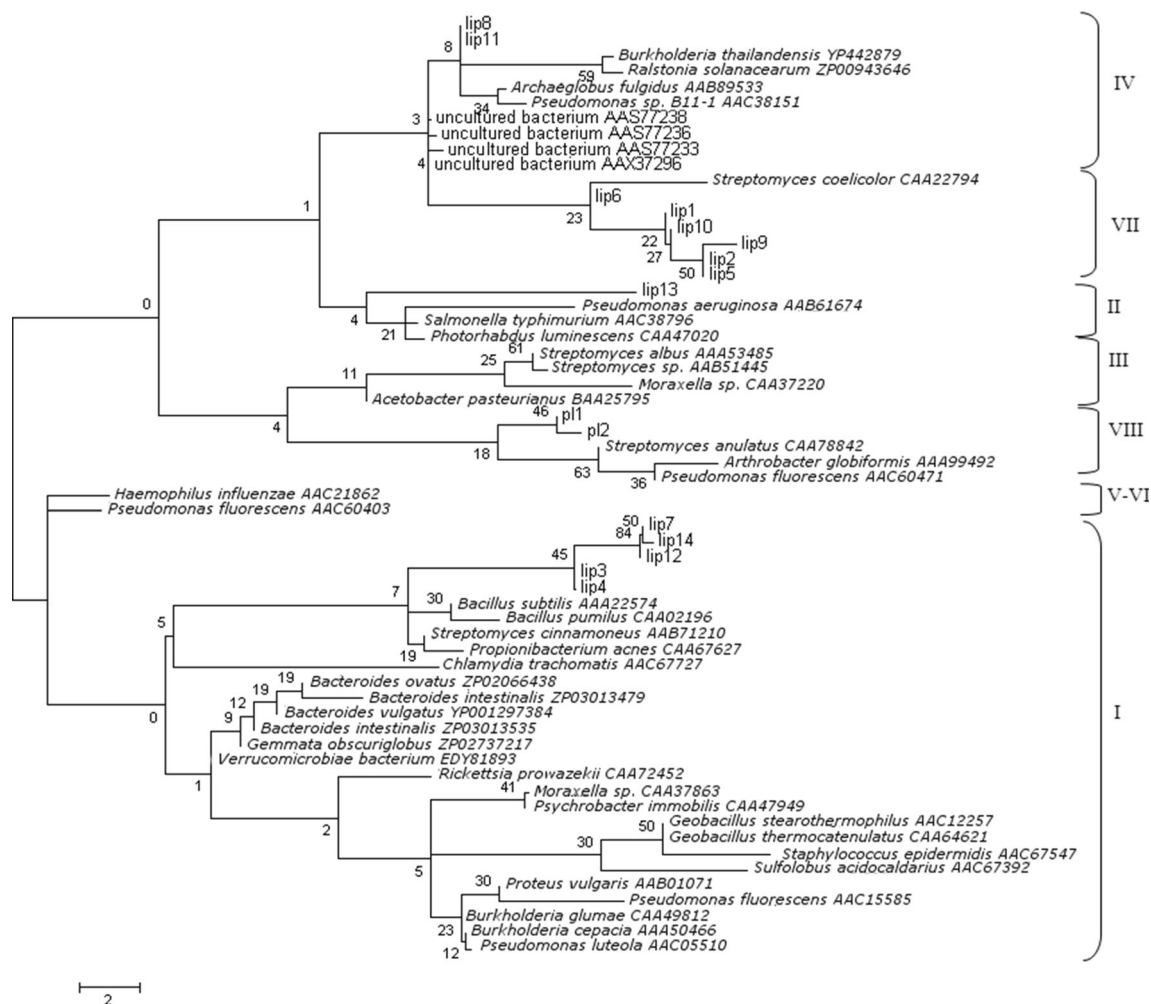 lip8
lip11
8
Burkholderia thailandensis YP442879
59
Ralstonia solanacearum ZP00943646
Archaeglobus fulgidus AAB89533
34
Pseudomonas sp. B11-1 AAC38151
IV
3
uncultured bacterium AAS77238
uncultured bacterium AAS77236
uncultured bacterium AAS77233
4
uncultured bacterium AAX37296
Streptomyces coelicolor CAA22794
lip6
23
1
lip1
lip10
22
lip9
27
lip2
50
lip5
VII
0
lip13
Pseudomonas aeruginosa AAB61674
4
Salmonella typhimurium AAC38796
21
Photorhabdus luminescens CAA47020
II
61
Streptomyces albus AAA53485
25
Streptomyces sp. AAB51445
11
Moraxella sp. CAA37220
Acetobacter pasteurianus BAA25795
III
4
46
pl1
pl2
18
Streptomyces anulatus CAA78842
63
Arthrobacter globiformis AAA99492
36
Pseudomonas fluorescens AAC60471
VIII
Haemophilus influenzae AAC21862
Pseudomonas fluorescens AAC60403
V-VI
50
lip7
84
lip14
45
lip12
lip3
lip4
7
30
Bacillus subtilis AAA22574
Bacillus pumilus CAA02196
5
Streptomyces cinnamoneus AAB71210
19
Propionibacterium acnes CAA67627
Chlamydia trachomatis AAC67727
19
Bacteroides ovatus ZP02066438
19
Bacteroides intestinalis ZP03013479
12
Bacteroides vulgatus YP001297384
9
Bacteroides intestinalis ZP03013535
0
Gemmata obscuriglobus ZP02737217
Verrucomicrobiae bacterium EDY81893
1
Rickettsia prowazekii CAA72452
41
Moraxella sp. CAA37863
Psychrobacter immobilis CAA47949
2
50
Geobacillus stearothermophilus AAC12257
Geobacillus thermocatenulatus CAA64621
30
Staphylococcus epidermidis AAC67547
Sulfolobus acidocaldarius AAC67392
5
30
Proteus vulgaris AAB01071
Pseudomonas fluorescens AAC15585
Burkholderia glumae CAA49812
23
Burkholderia cepacia AAA50466
12
Pseudomonas luteola AAC05510
I
2